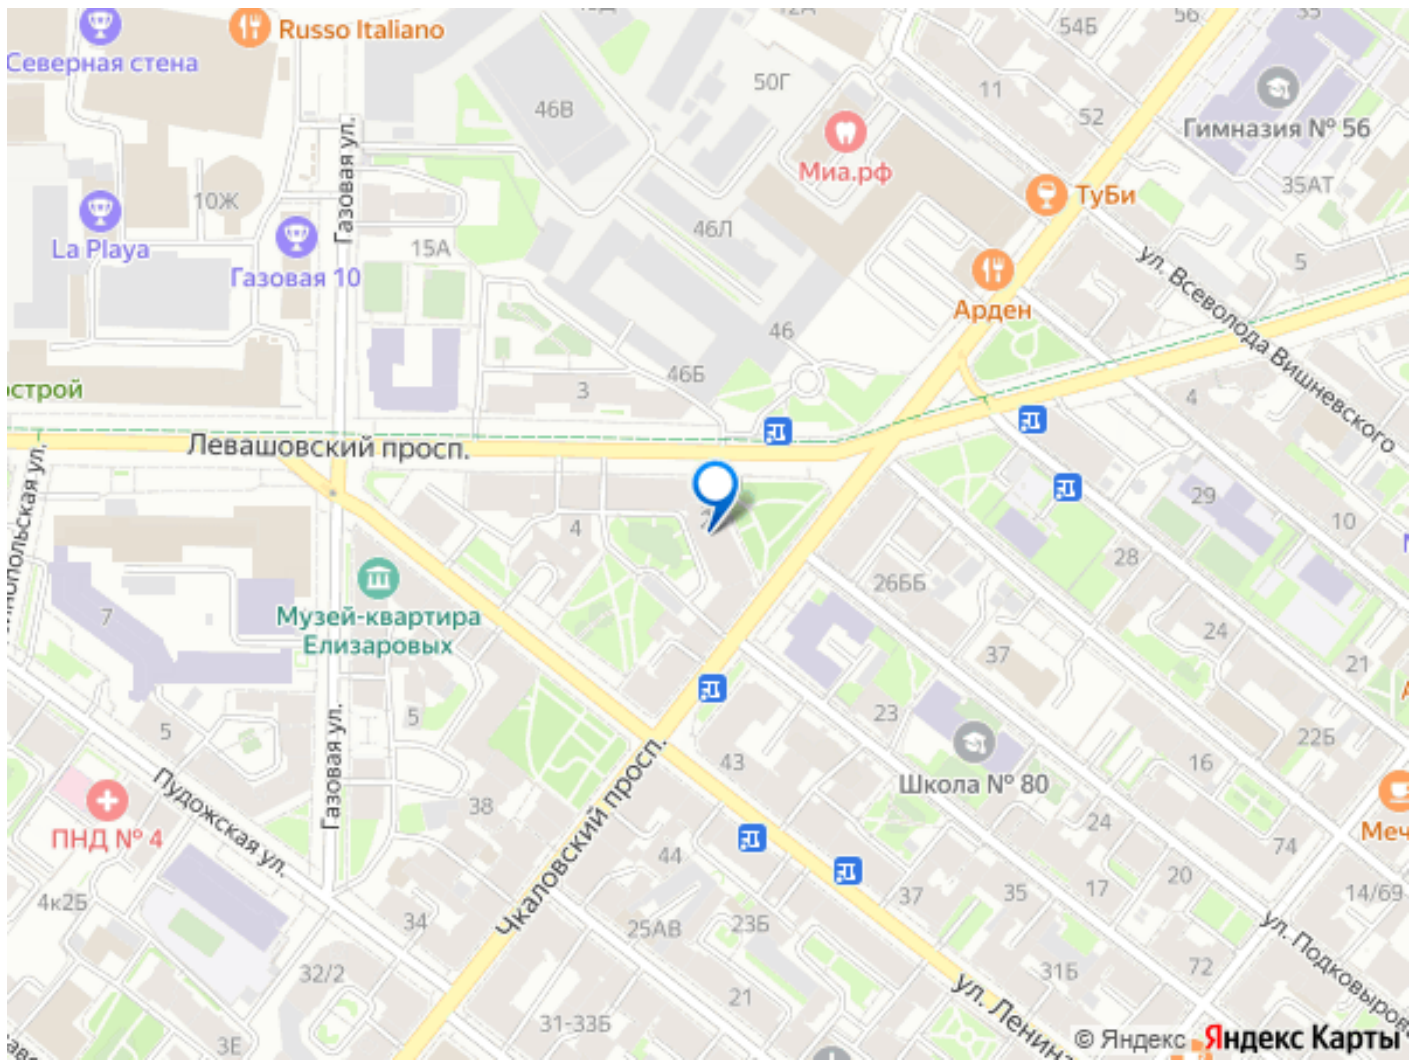 Северная стена
Russo Italiano
46В
50Г
12А
54Б
56
35
11
52
Гимназия № 56
Миа.рф
ТуБи
35АТ
10Ж
La Playa
Газовая 10
Газовая ул.
15А
46Л
ул. Всеволода Вишневского
5
Арден
46
46Б
3
острой
Левашовский просп.
4
4
29
10
28
26ББ
Музей-квартира
Елизаровых
7
24
37
21
5
5
Газовая ул.
23
Школа № 80
22Б
16
43
Чкаловский просп.
38
Пудожская ул.
ПНД № 4
44
24
74
Меч
4к2Б
34
25АВ
23Б
37
35
17
20
14/69
ул. Подковыров
32/2
21
31Б
72
ул. Ленина
31-33Б
3Е
© Яндекс Яндекс Карты